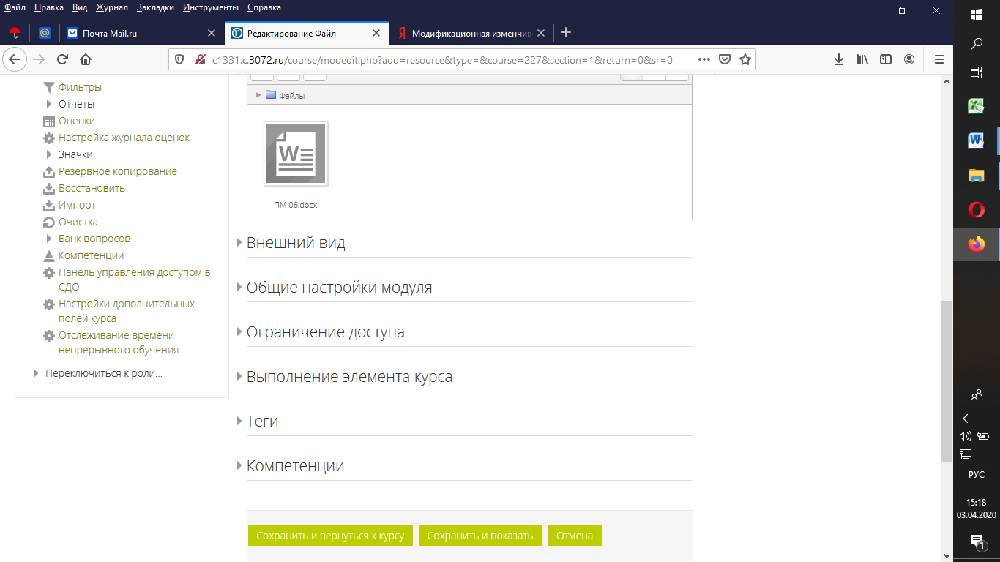 Файл Правка Вид Журнал Закладки Инструменты Справка
Почта Mail.ru
Редактирование Файл
Модификационная изменчив
c1331.c.3072.ru/course/modedit.php?add=resource&type=&course=227&section=1&return=0&sr=0
Фильтры
Отчеты
Оценки
Настройка журнала оценок
Значки
Резервное копирование
Восстановить
Импорт
Очистка
Банк вопросов
Компетенции
Панель управления доступом в
СДО
Настройки дополнительных
полей курса
Отслеживание времени
непрерывного обучения
Переключиться к роли...
Файлы
W
ПМ 06.docx
Внешний вид
Общие настройки модуля
Ограничение доступа
Выполнение элемента курса
Теги
Компетенции
Сохранить и вернуться к курсу
Сохранить и показать
Отмена
РУС
15:18
03.04.2020
1